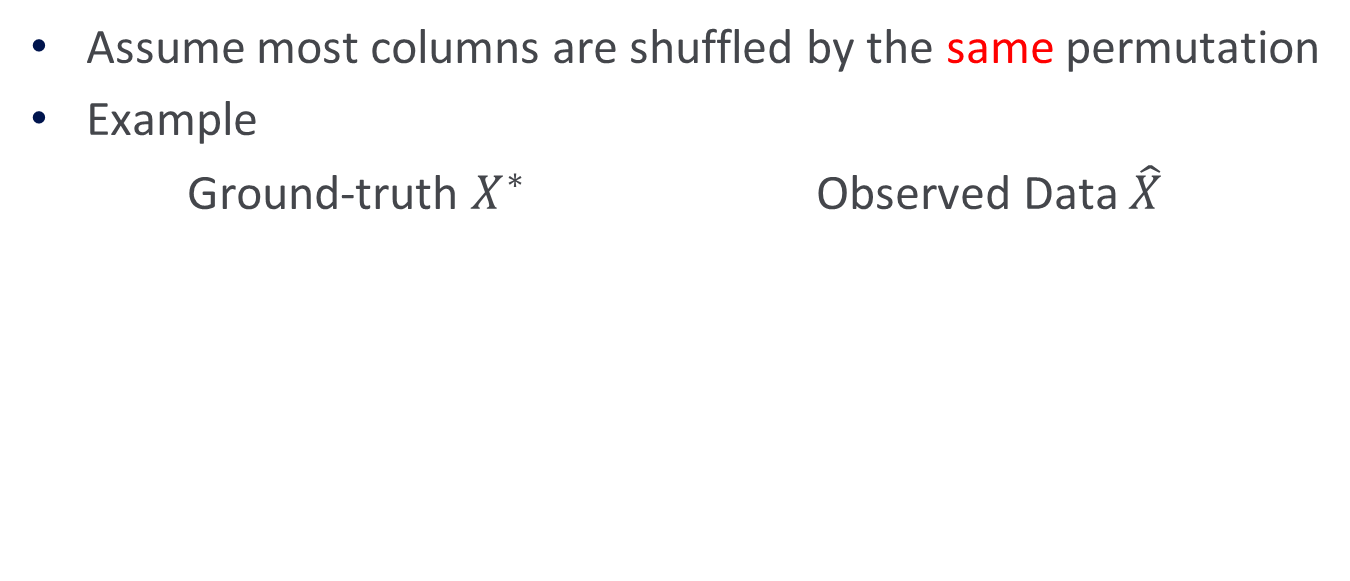 • Assume most columns are shuffled by the same permutation
• Example
Ground-truth X* Observed Data X̂